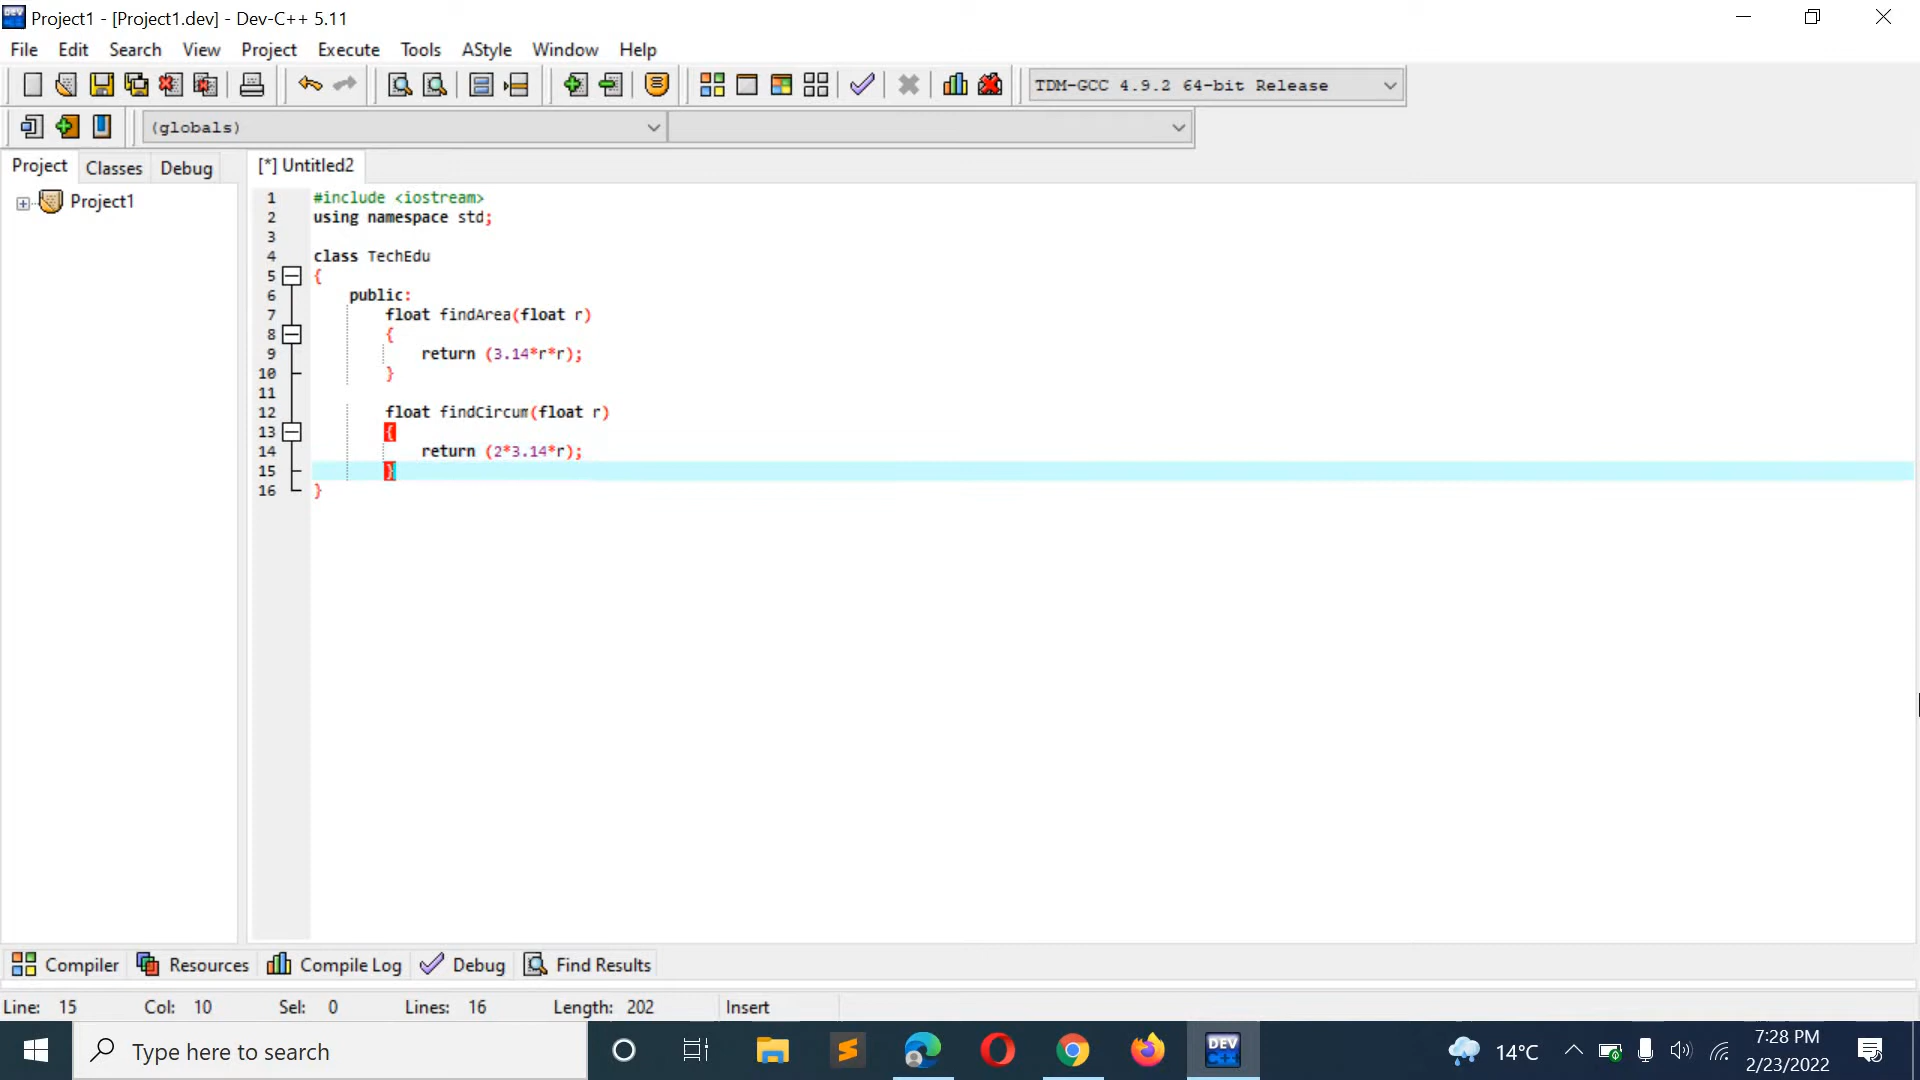 Project1 - [Project1.dev] - Dev-C++ 5.11
File Edit Search View Project Execute Tools AStyle Window Help
TDM-GCC 4.9.2 64-bit Release
(globals)
Project Classes Debug [*] Untitled2
Project1
1 #include <iostream>
2 using namespace std;
3
4 class TechEdu
5 {
6 public:
7 float findArea(float r)
8 {
9 return (3.14*r*r);
10 }
11
12 float findCircum(float r)
13 {
14 return (2*3.14*r);
15 }
16 }
Compiler Resources Compile Log Debug Find Results
Line: 15 Col: 10 Sel: 0 Lines: 16 Length: 202 Insert
Type here to search
DEV
C++
14°C
7:28 PM
2/23/2022